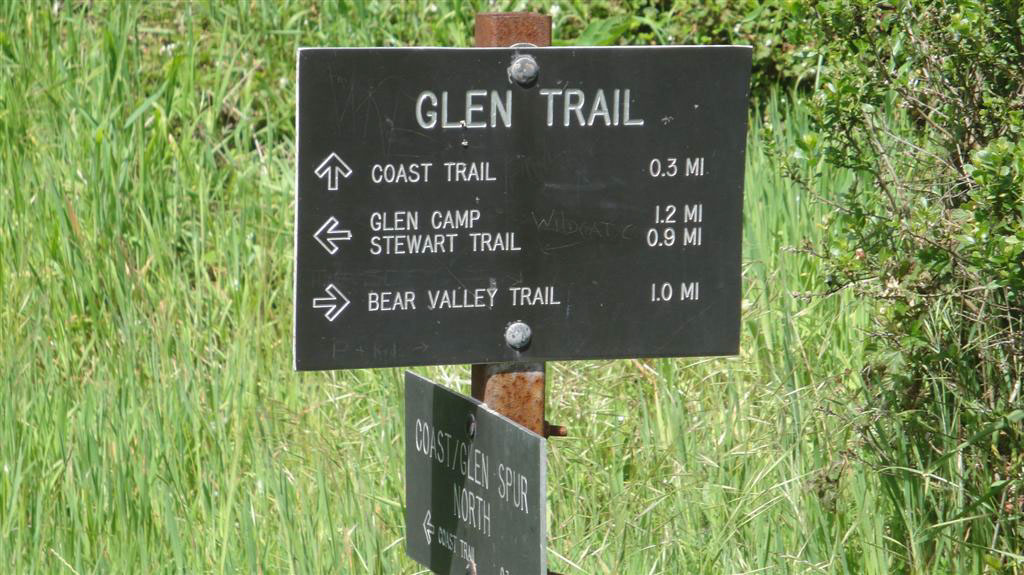 GLEN TRAIL
COAST TRAIL 0.3 MI
GLEN CAMP 1.2 MI
STEWART TRAIL 0.9 MI
BEAR VALLEY TRAIL 1.0 MI
COAST/GLEN SPUR
NORTH
COAST TRAIL